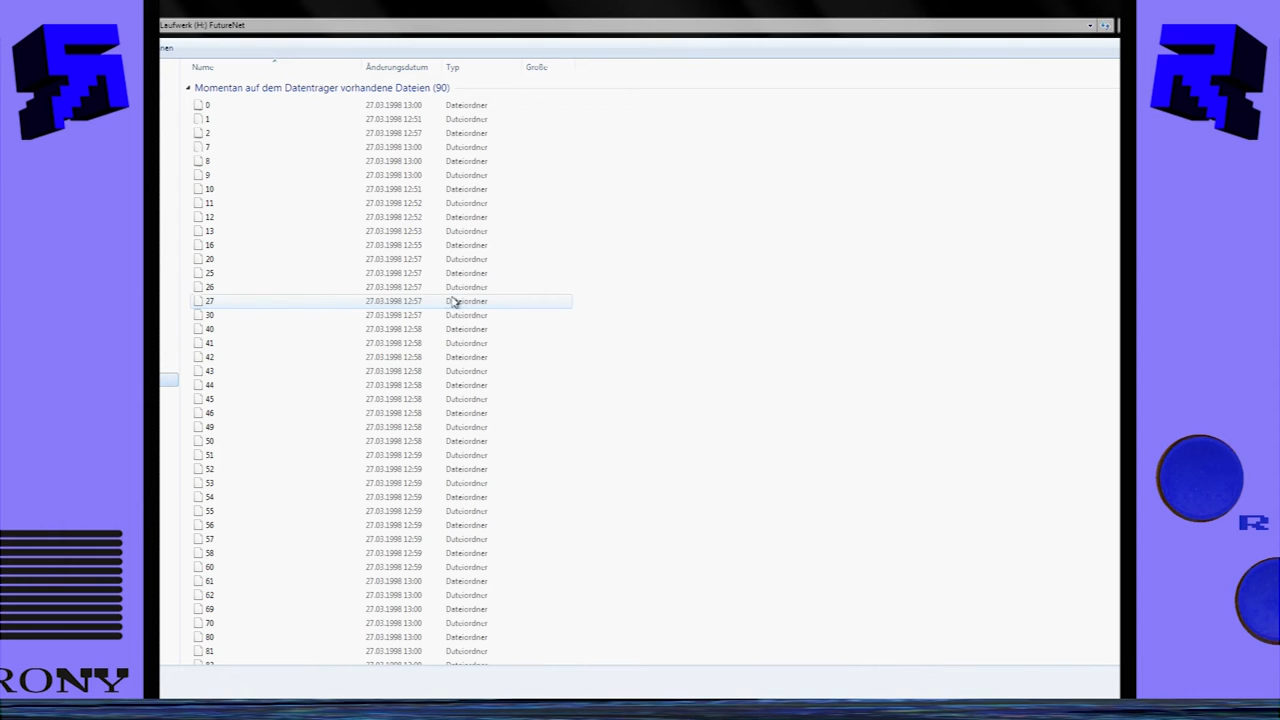 Laufwerk (H:) FutureNet
nen
Name Änderungsdatum Typ Große
Momentan auf dem Datentrager vorhandene Dateien (90)
0 27.03.1998 13:00 Dateiordner
1 27.03.1998 12:51 Dateiordner
2 27.03.1998 12:57 Dateiordner
7 27.03.1998 13:00 Dateiordner
8 27.03.1998 13:00 Dateiordner
9 27.03.1998 13:00 Dateiordner
10 27.03.1998 12:51 Dateiordner
11 27.03.1998 12:52 Dateiordner
12 27.03.1998 12:52 Dateiordner
13 27.03.1998 12:53 Dateiordner
16 27.03.1998 12:55 Dateiordner
20 27.03.1998 12:57 Dateiordner
25 27.03.1998 12:57 Dateiordner
26 27.03.1998 12:57 Dateiordner
27 27.03.1998 12:57 Dateiordner
30 27.03.1998 12:57 Dateiordner
40 27.03.1998 12:58 Dateiordner
41 27.03.1998 12:58 Dateiordner
42 27.03.1998 12:58 Dateiordner
43 27.03.1998 12:58 Dateiordner
44 27.03.1998 12:58 Dateiordner
45 27.03.1998 12:58 Dateiordner
46 27.03.1998 12:58 Dateiordner
49 27.03.1998 12:58 Dateiordner
50 27.03.1998 12:58 Dateiordner
51 27.03.1998 12:59 Dateiordner
52 27.03.1998 12:59 Dateiordner
53 27.03.1998 12:59 Dateiordner
54 27.03.1998 12:59 Dateiordner
55 27.03.1998 12:59 Dateiordner
56 27.03.1998 12:59 Dateiordner
57 27.03.1998 12:59 Dateiordner
58 27.03.1998 12:59 Dateiordner
60 27.03.1998 12:59 Dateiordner
61 27.03.1998 13:00 Dateiordner
62 27.03.1998 13:00 Dateiordner
69 27.03.1998 13:00 Dateiordner
70 27.03.1998 13:00 Dateiordner
80 27.03.1998 13:00 Dateiordner
81 27.03.1998 13:00 Dateiordner
R
RONY